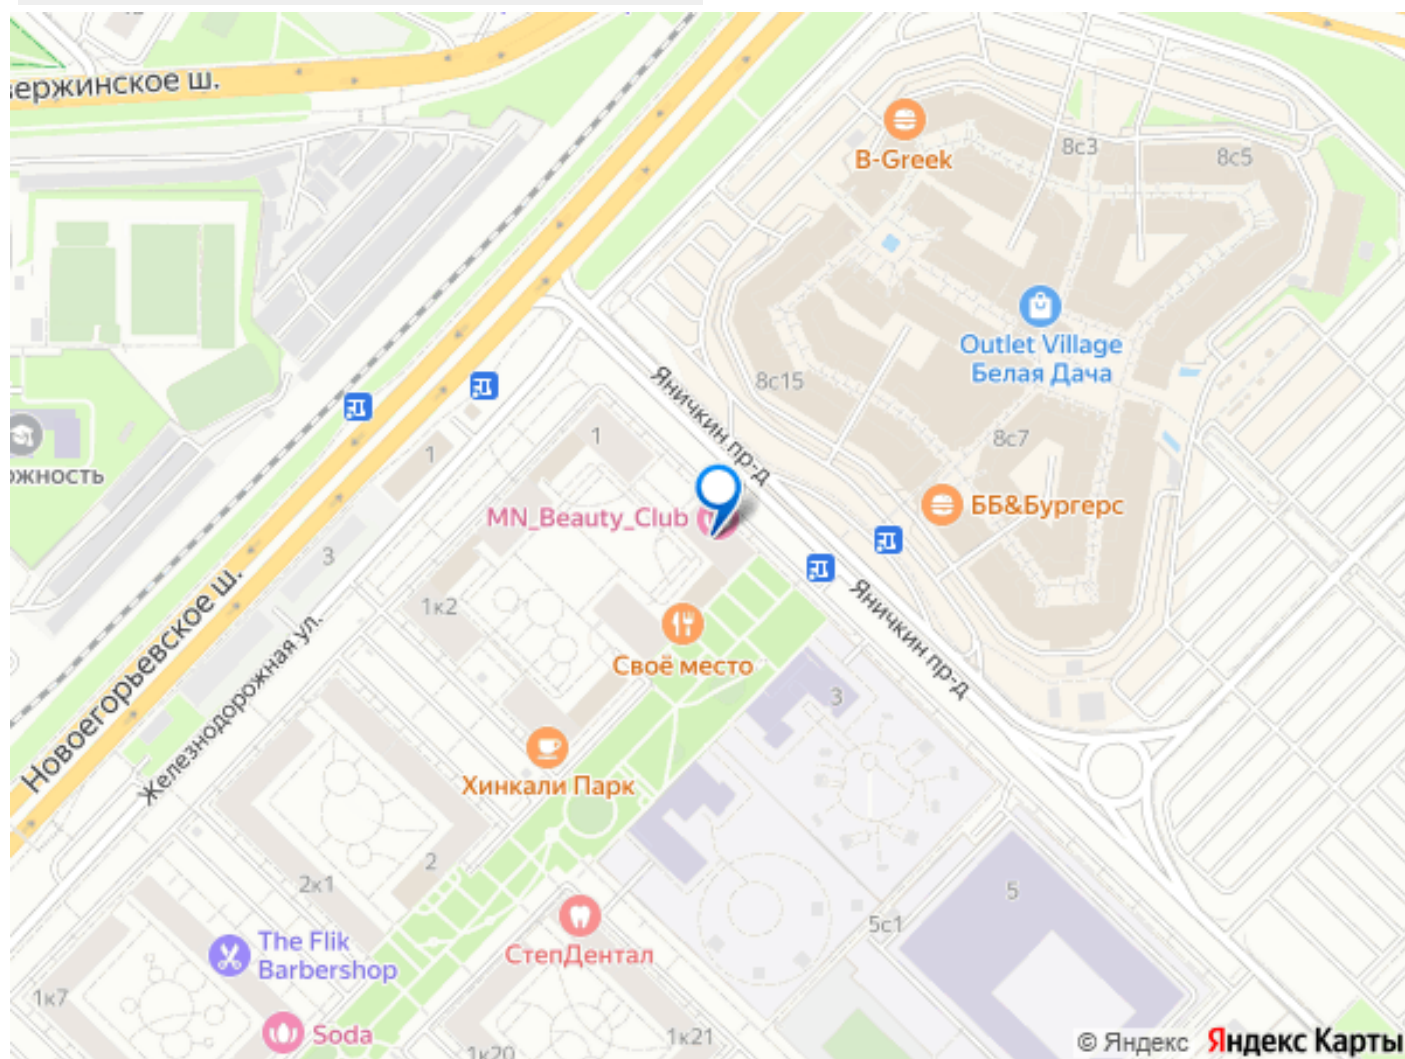 вержинское ш.
B-Greek
8с3
8с5
Outlet Village
Белая Дача
8с15
8с7
Яничкин пр-д
ожность
1
1
MN_Beauty_Club
ББ&Бургерс
3
1к2
Яничкин пр-д
Новоегорьевское ш.
Железнодорожная ул.
Своё место
3
Хинкали Парк
2
2к1
5
5с1
СтепДентал
The Flik
Barbershop
1к7
Soda
1к20
1к21
© Яндекс Яндекс Карты